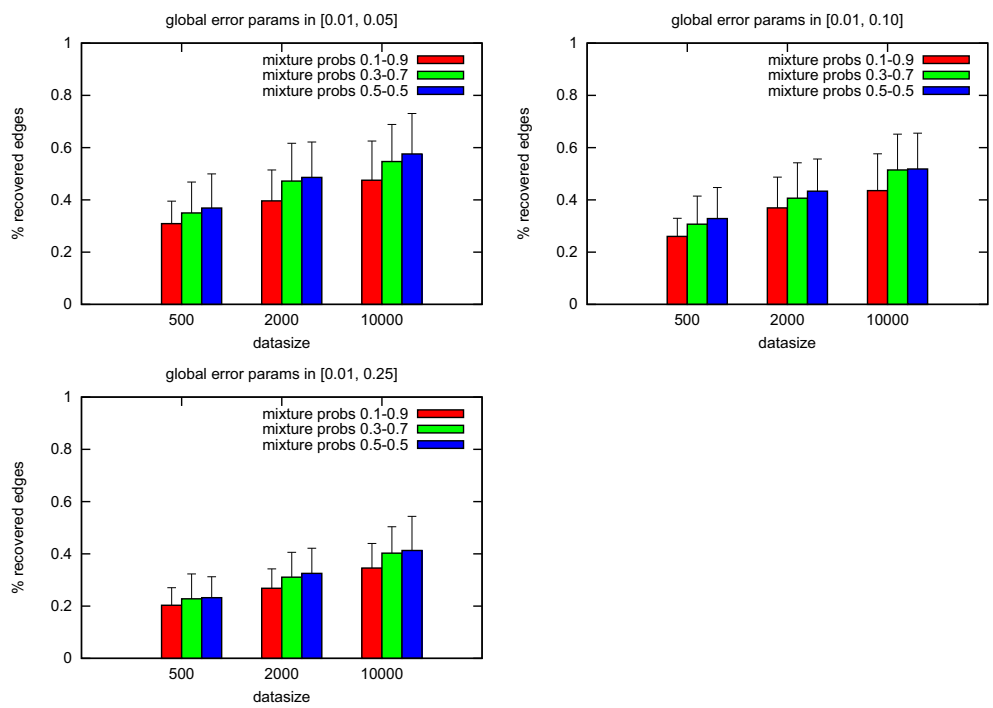 global error params in [0.01, 0.05]
% recovered edges
1
0.8
0.6
0.4
0.2
0
mixture probs 0.1-0.9
mixture probs 0.3-0.7
mixture probs 0.5-0.5
500 2000 10000
datasize
global error params in [0.01, 0.10]
% recovered edges
1
0.8
0.6
0.4
0.2
0
mixture probs 0.1-0.9
mixture probs 0.3-0.7
mixture probs 0.5-0.5
500 2000 10000
datasize
global error params in [0.01, 0.25]
% recovered edges
1
0.8
0.6
0.4
0.2
0
mixture probs 0.1-0.9
mixture probs 0.3-0.7
mixture probs 0.5-0.5
500 2000 10000
datasize